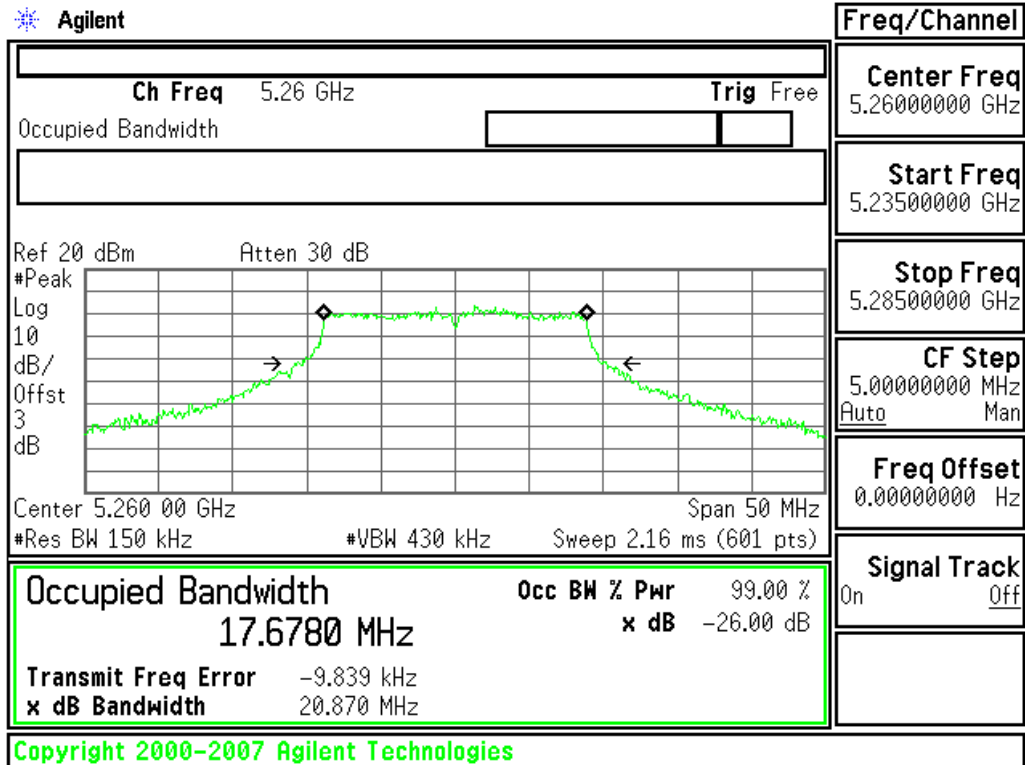 Agilent
Freq/Channel
Ch Freq 5.26 GHz
Trig Free
Occupied Bandwidth
Ref 20 dBm
Atten 30 dB
#Peak
Log
10
dB/
Offst
3
dB
Center 5.260 00 GHz
Span 50 MHz
#Res BW 150 kHz
#VBW 430 kHz
Sweep 2.16 ms (601 pts)
Occupied Bandwidth
17.6780 MHz
Occ BW % Pwr 99.00 %
x dB -26.00 dB
Transmit Freq Error -9.839 kHz
x dB Bandwidth 20.870 MHz
Center Freq
5.26000000 GHz
Start Freq
5.23500000 GHz
Stop Freq
5.28500000 GHz
CF Step
5.00000000 MHz
Auto Man
Freq Offset
0.00000000 Hz
Signal Track
On Off
Copyright 2000-2007 Agilent Technologies